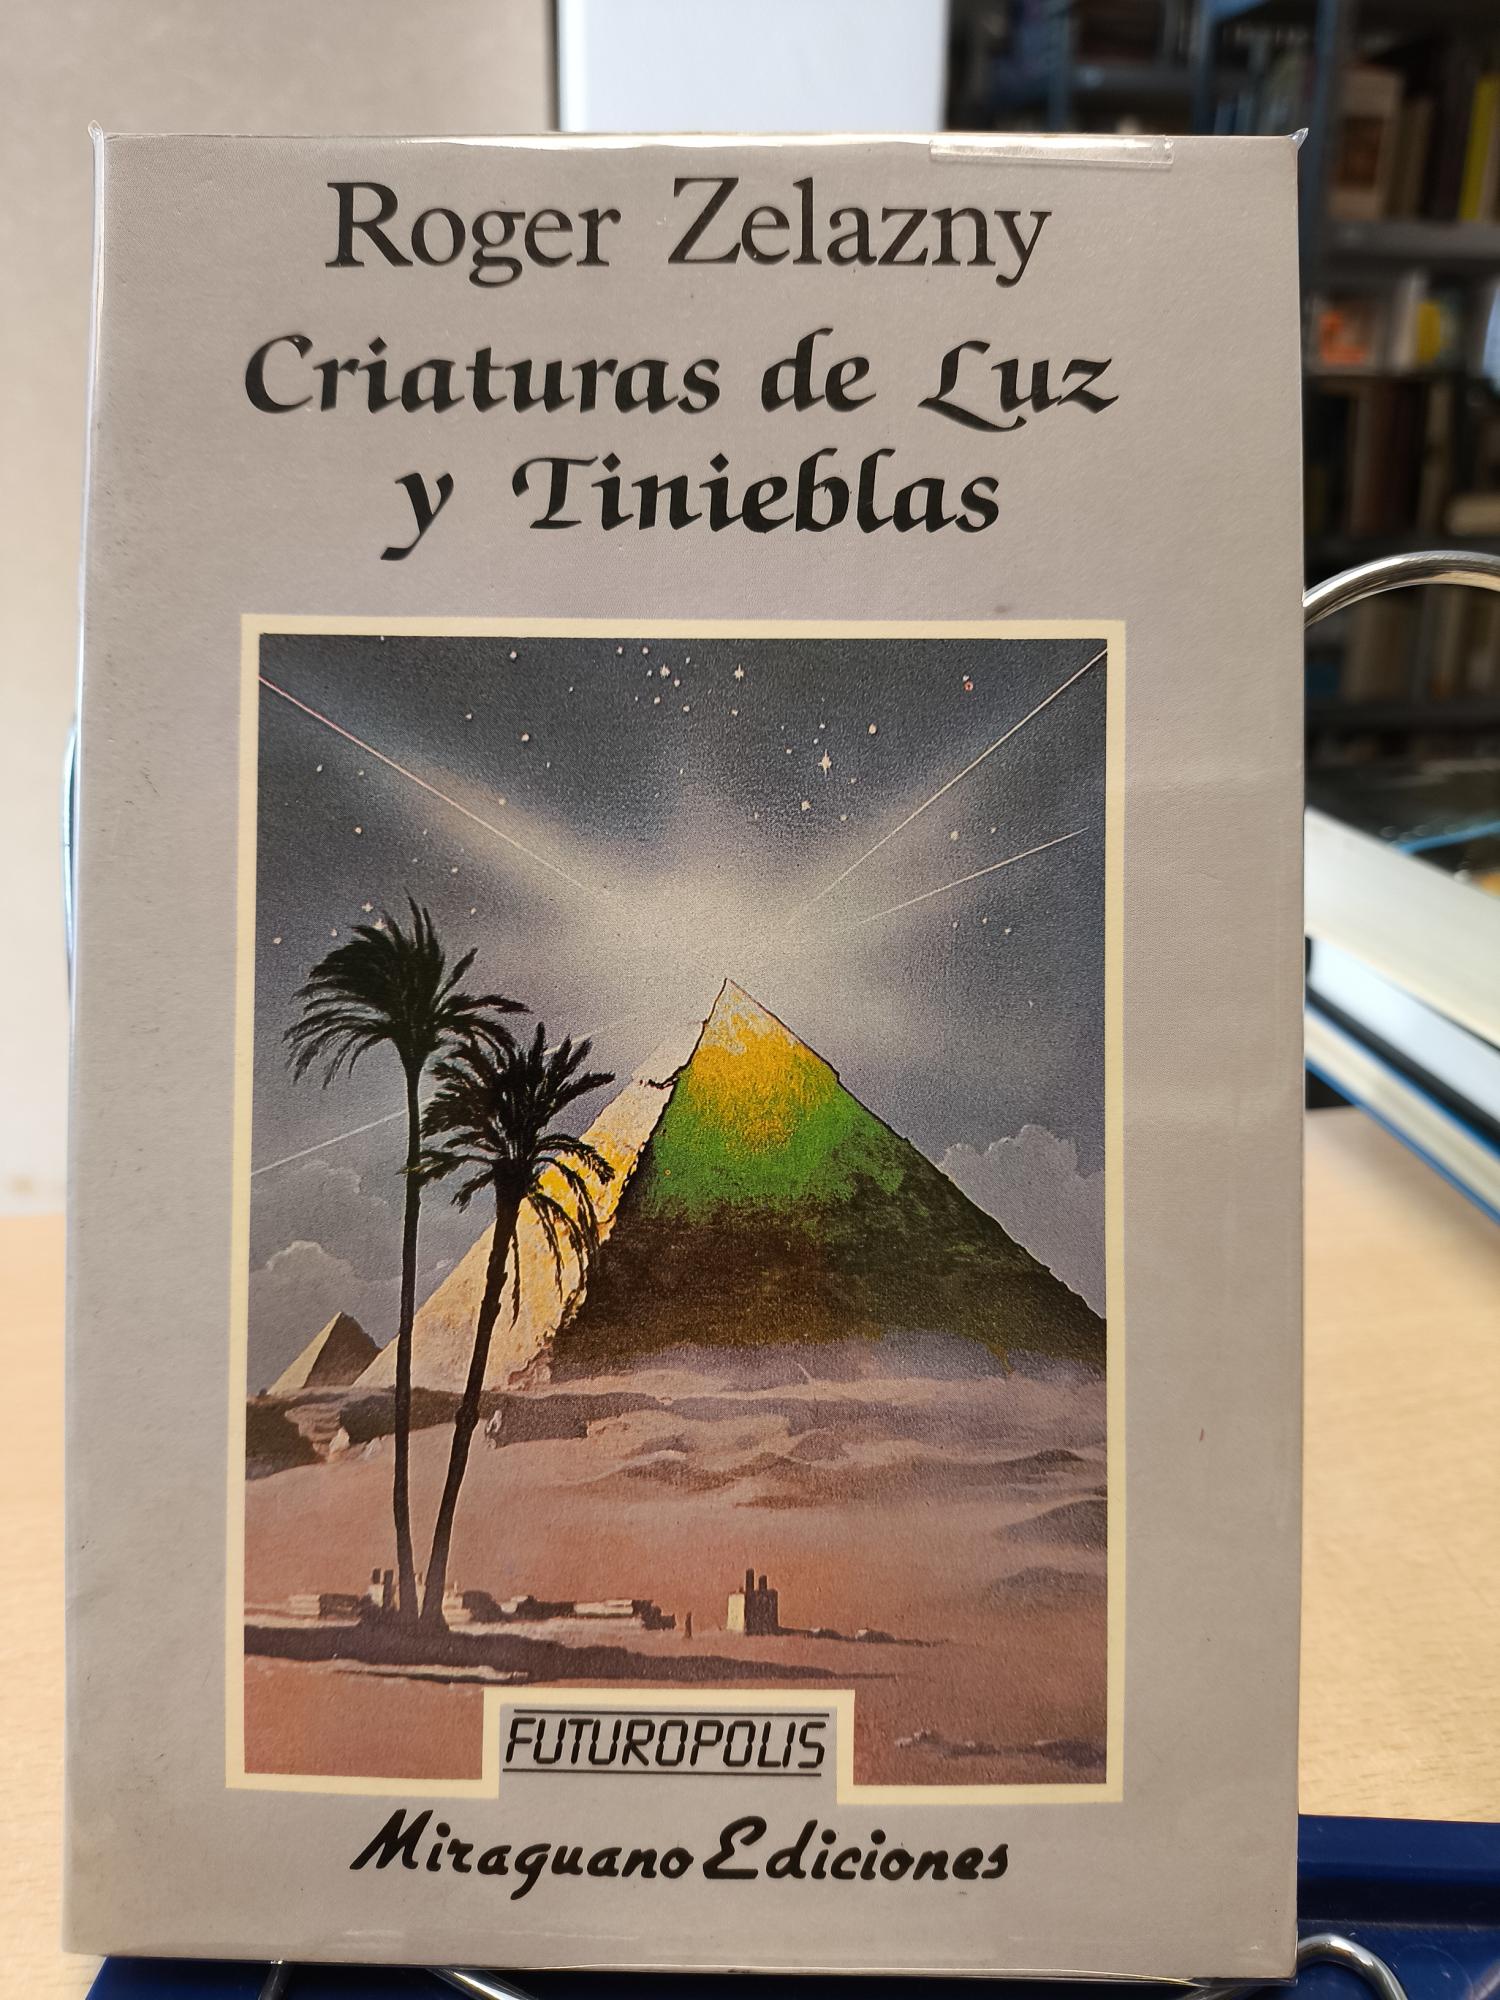 Roger Zelazny
Criaturas de Luz
y Tinieblas
FUTUROPOLIS
Miraguano Ediciones